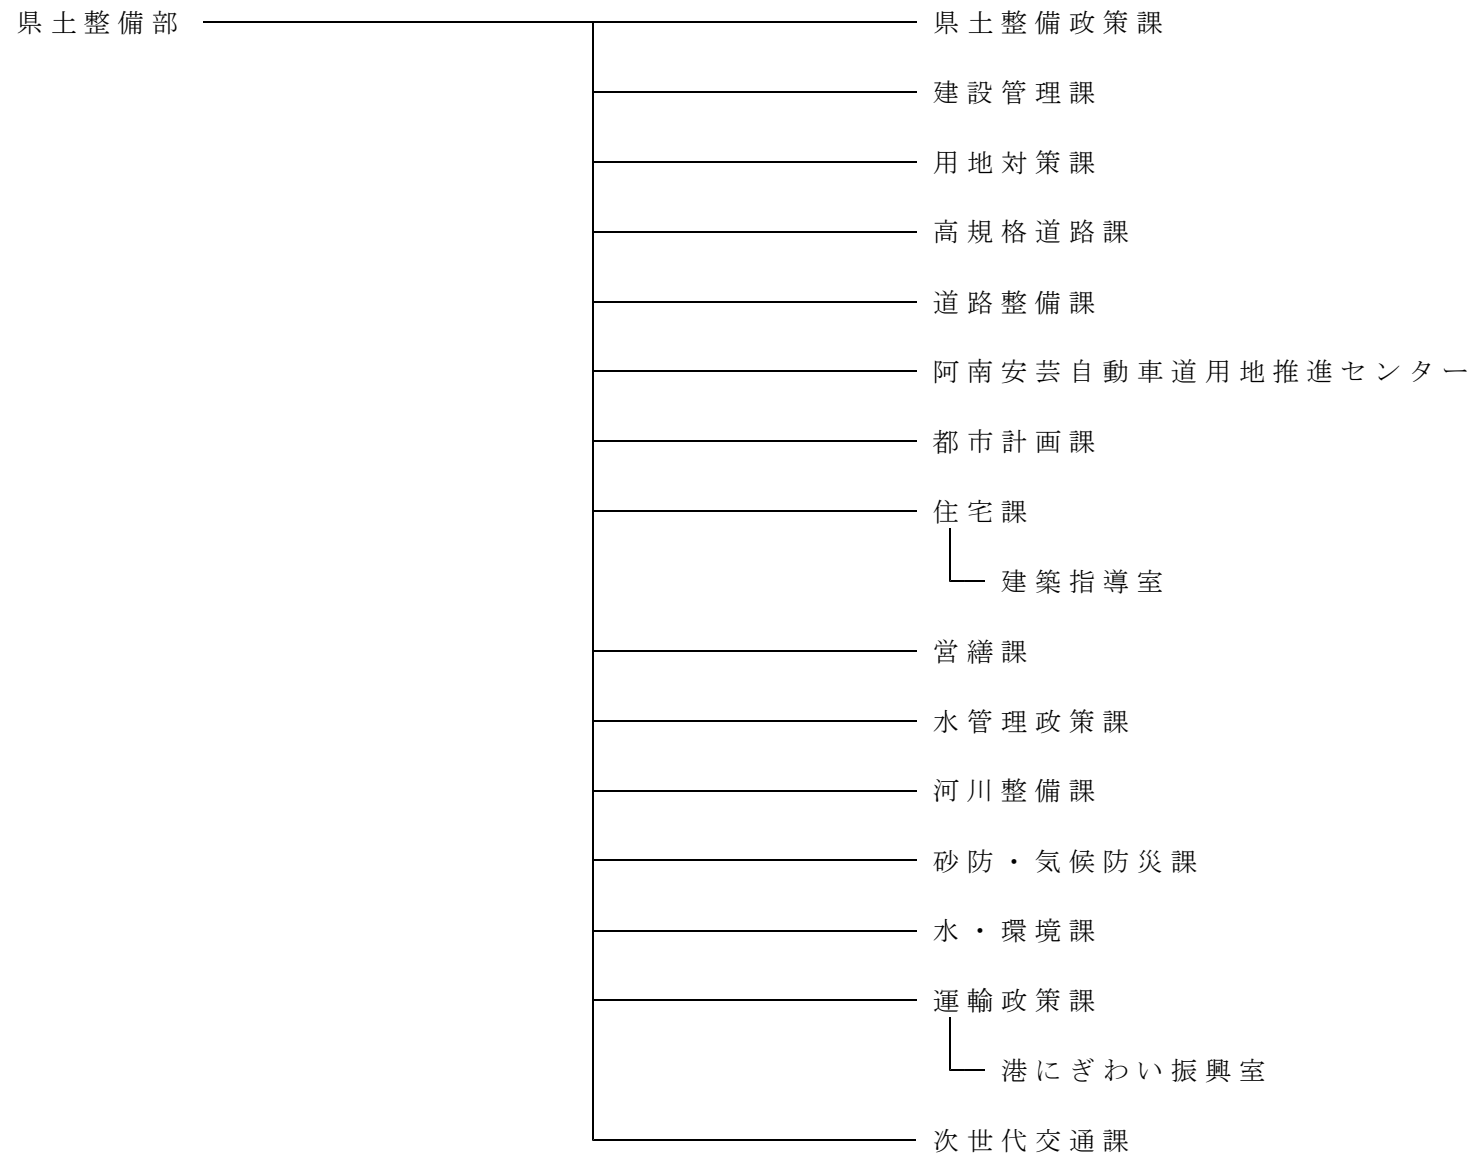 県土整備部
県土整備政策課
建設管理課
用地対策課
高規格道路課
道路整備課
阿南安芸自動車道用地推進センター
都市計画課
住宅課
建築指導室
営繕課
水管理政策課
河川整備課
砂防・気候防災課
水・環境課
運輸政策課
港にぎわい振興室
次世代交通課